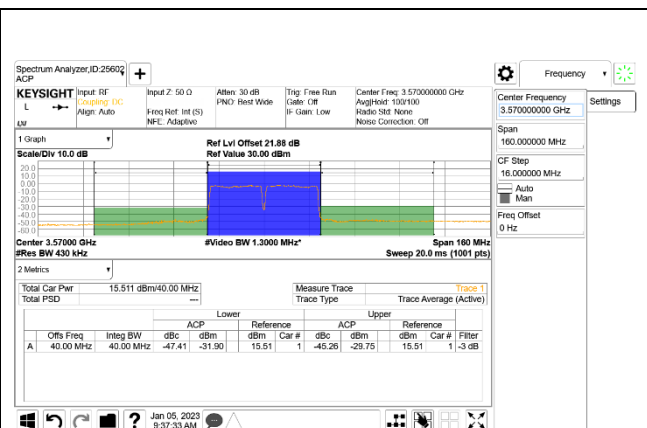 Spectrum Analyzer,ID:25602
ACP
Frequency
KEYSIGHT
L
Input: RF
Coupling: DC
Align: Auto
Input Z: 50 Ω
Freq Ref: Int (S)
NFE: Adaptive
Atten: 30 dB
PNO: Best Wide
Trig: Free Run
Gate: Off
IF Gain: Low
Center Freq: 3.570000000 GHz
Avg|Hold: 100/100
Radio Std: None
Noise Correction: Off
Center Frequency
3.570000000 GHz
Settings
Span
160.000000 MHz
CF Step
16.000000 MHz
Auto
Man
Freq Offset
0 Hz
1 Graph
Scale/Div 10.0 dB
Ref Lvl Offset 21.88 dB
Ref Value 30.00 dBm
20.0
10.0
0.00
-10.0
-20.0
-30.0
-40.0
-50.0
-60.0
Center 3.57000 GHz
#Video BW 1.3000 MHz*
Span 160 MHz
#Res BW 430 kHz
Sweep 20.0 ms (1001 pts)
2 Metrics
Total Car Pwr 15.511 dBm/40.00 MHz
Total PSD ---
Measure Trace Trace 1
Trace Type Trace Average (Active)
Lower Upper
ACP Reference ACP Reference
Offs Freq Integ BW dBc dBm dBm Car # dBc dBm dBm Car # Filter
A 40.00 MHz 40.00 MHz -47.41 -31.90 15.51 1 -45.26 -29.75 15.51 1 -3 dB
Jan 05, 2023
9:37:33 AM